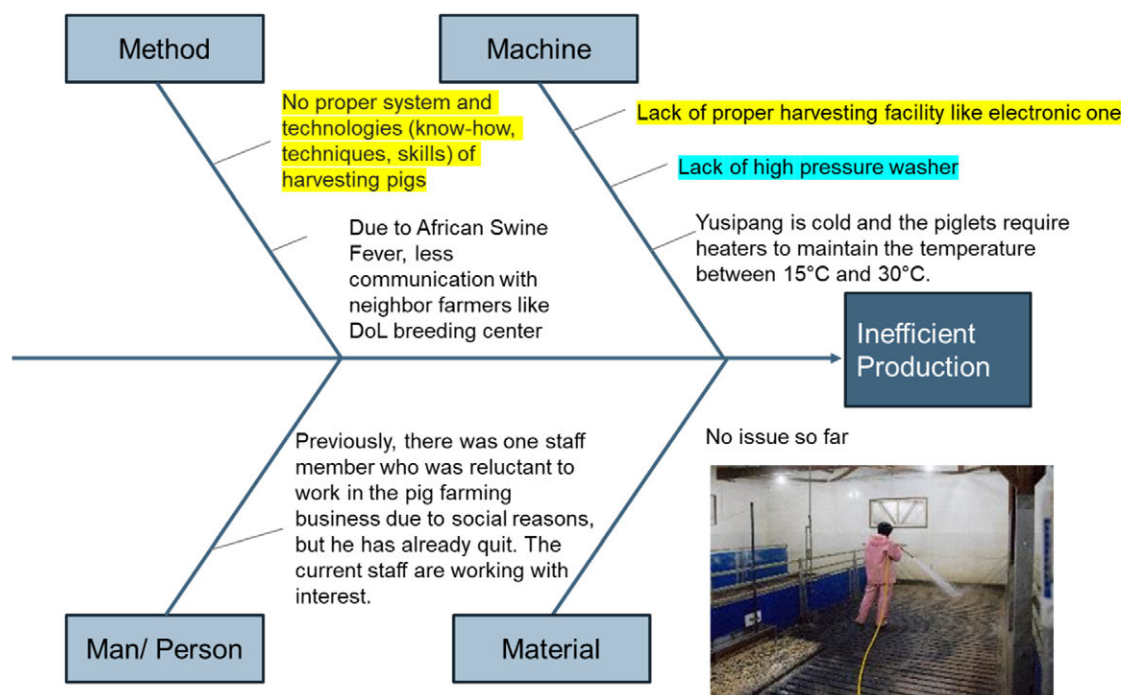 Method
Machine
No proper system and
technologies (know-how,
techniques, skills) of
harvesting pigs
Due to African Swine
Fever, less
communication with
neighbor farmers like
DoL breeding center
Lack of proper harvesting facility like electronic one
Lack of high pressure washer
Yusipang is cold and the piglets require
heaters to maintain the temperature
between 15°C and 30°C.
Inefficient
Production
Previously, there was one staff
member who was reluctant to
work in the pig farming
business due to social reasons,
but he has already quit. The
current staff are working with
interest.
No issue so far
Man/ Person
Material